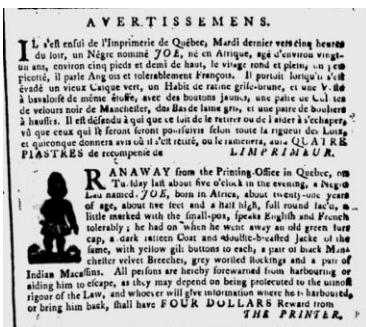 AVERTISSEMENS.
IL s'est ensui de l'Imprimerie de Québec, Mardi dernier vers cinq heures
du soir, un Négre nommé JOE, né en Afrique, agé d'environ vingt-
un ans, environ cinq pieds et demi de haut, le visage rond et plein, un peu
picotté, il parle Anglois et tolerablement François. Il portoit lorsqu'il s'est
évadé un vieux Casque vert, un Habit de ratine grise-brune, et une Veste
à bavaloise de même étoffe, avec des boutons jaunes, une paire de Culottes
de velours noir de Manchester, des Bas de laine gris, et une paire de
à haussis. Il est défendu à qui que ce soit de le retirer ou de l'aider à s'echaper,
vû que ceux qui le feront seront poursuivis selon toute la rigueur des Loix,
et quiconque donnera avis où il s'est retiré, ou le ramenera, aura QUATRE
PIASTRES de recompense de L'IMPRIMEUR.
RANAWAY from the Printing-Office in Quebec, on
Tuesday last about five o'clock in the evening, a Negro
Lad named JOE, born in Africa, about twenty-one years
of age, about five feet and a half high, full round fac'd, a
little marked with the small-pox, speaks English and French
tolerably; he had on when he went away an old green furr
cap, a dark ratteen Coat and double-breasted Jacket of the
same, with yellow gilt buttons to each, a pair of black Man-
chester velvet Breeches, grey worsted stockings and a pair of
Indian Macassins. All persons are hereby forewarned from harbouring or
aiding him to escape, as they may depend on being prosecuted to the utmost
rigour of the Law, and whoever will give information where he is harboured,
or bring him back, shall have FOUR DOLLARS Reward from
THE PRINTER.